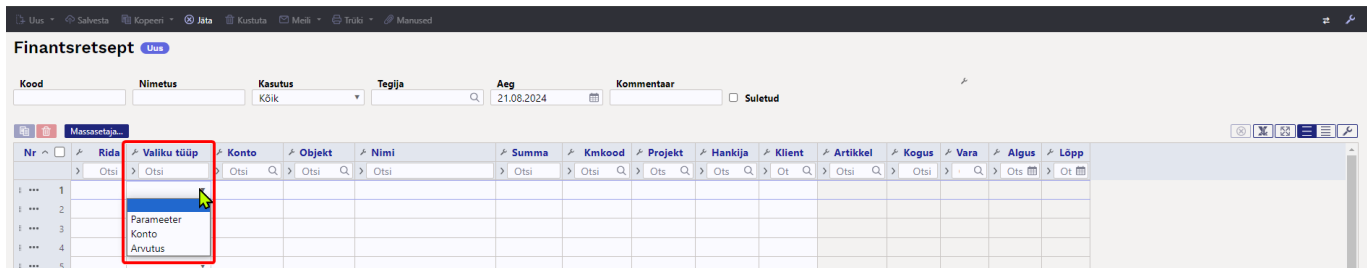 Uus Salvesta Kopeeri Jäta Kustuta Meili Trüki Manused
Finantsretsept Uus
Kood Nimetus Kasutus Tegija Aeg Kommentaar
Kõik 21.08.2024 Suletud
Massasetaja...
Nr Rida Valiku tüüp Konto Objekt Nimi Summa Kmkood Projekt Hankija Klient Artikkel Kogus Vara Algus Lõpp
Otsi Otsi Otsi Otsi Otsi Otsi Otsi Ots Ots Ot Otsi Otsi Ots Ot
1
2
Parameeter
3
Konto
4
Arvutus
5